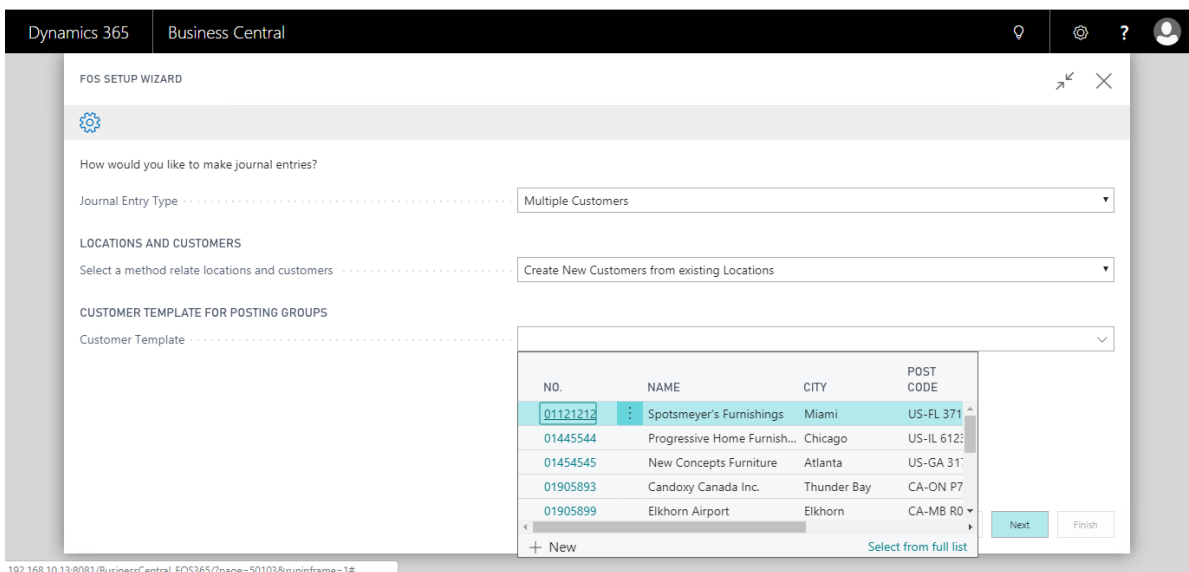 Dynamics 365 Business Central ?
FOS SETUP WIZARD
How would you like to make journal entries?
Journal Entry Type Multiple Customers
LOCATIONS AND CUSTOMERS
Select a method relate locations and customers Create New Customers from existing Locations
CUSTOMER TEMPLATE FOR POSTING GROUPS
Customer Template
NO. NAME CITY POST CODE
01121212 Spotsmeyer's Furnishings Miami US-FL 371
01445544 Progressive Home Furnish... Chicago US-IL 612
01454545 New Concepts Furniture Atlanta US-GA 31
01905893 Candoxy Canada Inc. Thunder Bay CA-ON P7
01905899 Elkhorn Airport Elkhorn CA-MB R0
Next Finish
+ New Select from full list
192.168.10.13:8081/BusinessCentral_FOS365/?page=50103&runinframe=1#